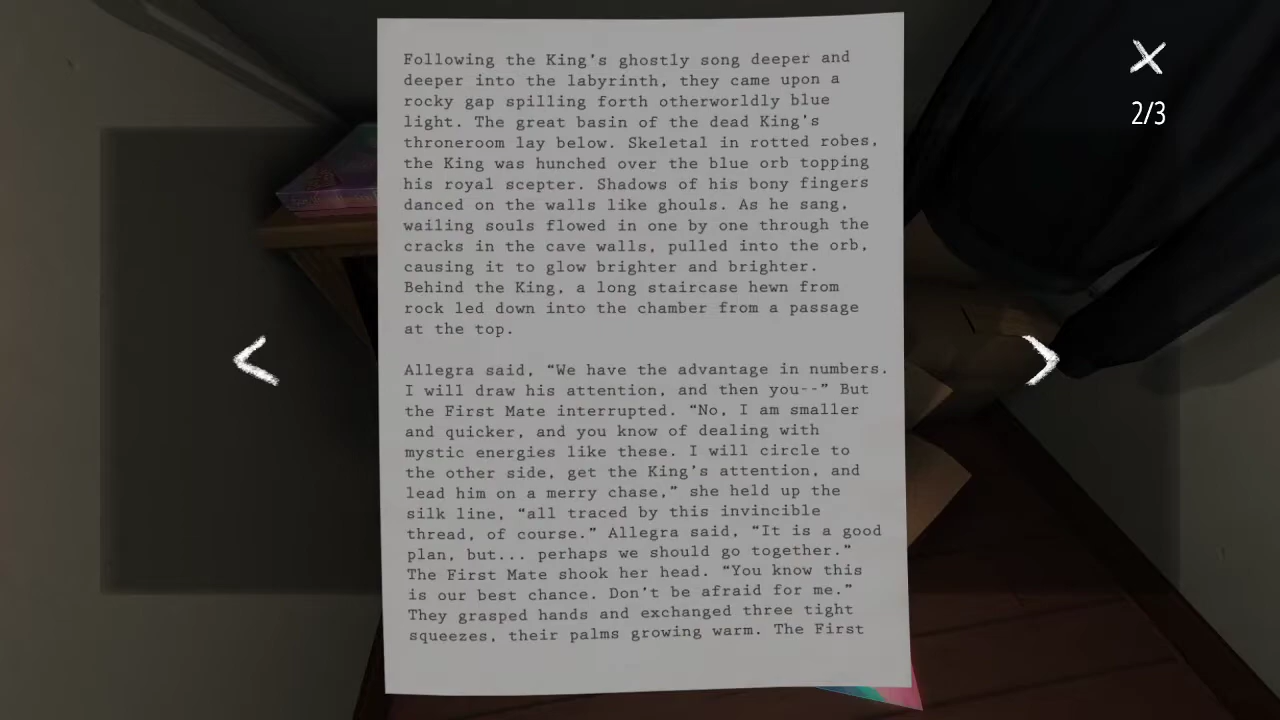 Following the King's ghostly song deeper and
deeper into the labyrinth, they came upon a
rocky gap spilling forth otherworldly blue
light. The great basin of the dead King's
throneroom lay below. Skeletal in rotted robes,
the King was hunched over the blue orb topping
his royal scepter. Shadows of his bony fingers
danced on the walls like ghouls. As he sang,
wailing souls flowed in one by one through the
cracks in the cave walls, pulled into the orb,
causing it to glow brighter and brighter.
Behind the King, a long staircase hewn from
rock led down into the chamber from a passage
at the top.
Allegra said, “We have the advantage in numbers.
I will draw his attention, and then you--” But
the First Mate interrupted. “No, I am smaller
and quicker, and you know of dealing with
mystic energies like these. I will circle to
the other side, get the King's attention, and
lead him on a merry chase,” she held up the
silk line, “all traced by this invincible
thread, of course.” Allegra said, “It is a good
plan, but... perhaps we should go together.”
The First Mate shook her head. “You know this
is our best chance. Don't be afraid for me.”
They grasped hands and exchanged three tight
squeezes, their palms growing warm. The First
2/3